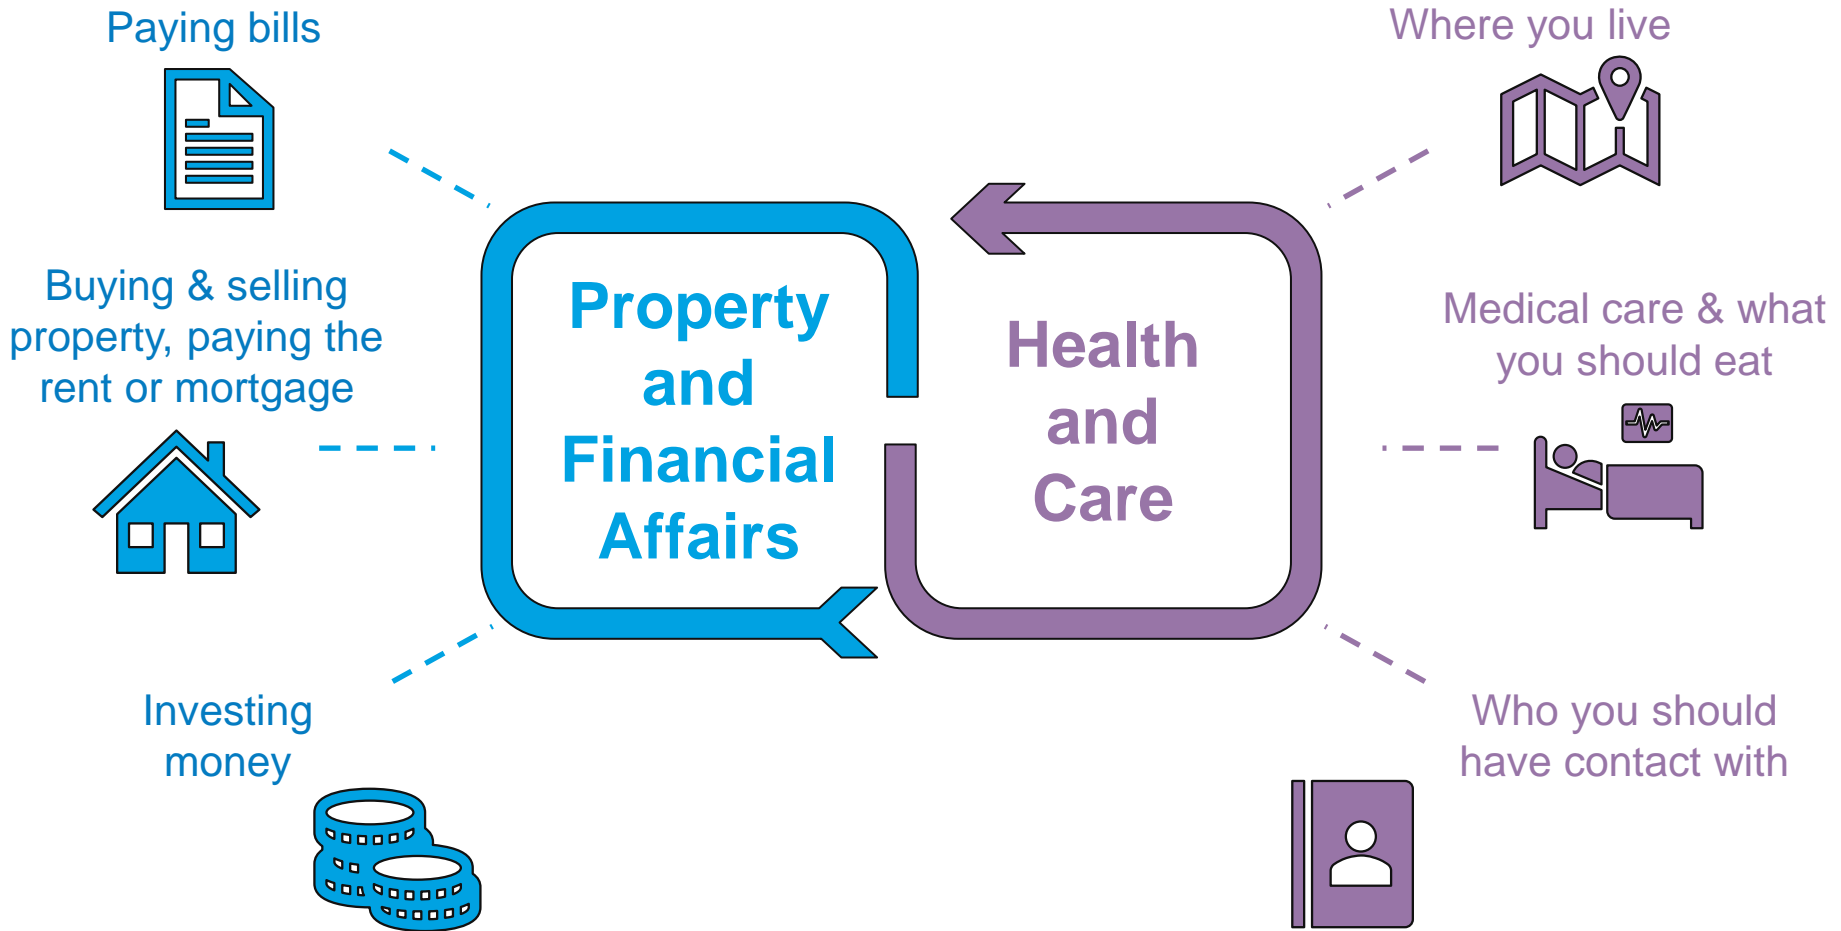 Paying bills
Buying & selling
property, paying the
rent or mortgage
Investing
money
Property
and
Financial
Affairs
Health
and
Care
Where you live
Medical care & what
you should eat
Who you should
have contact with